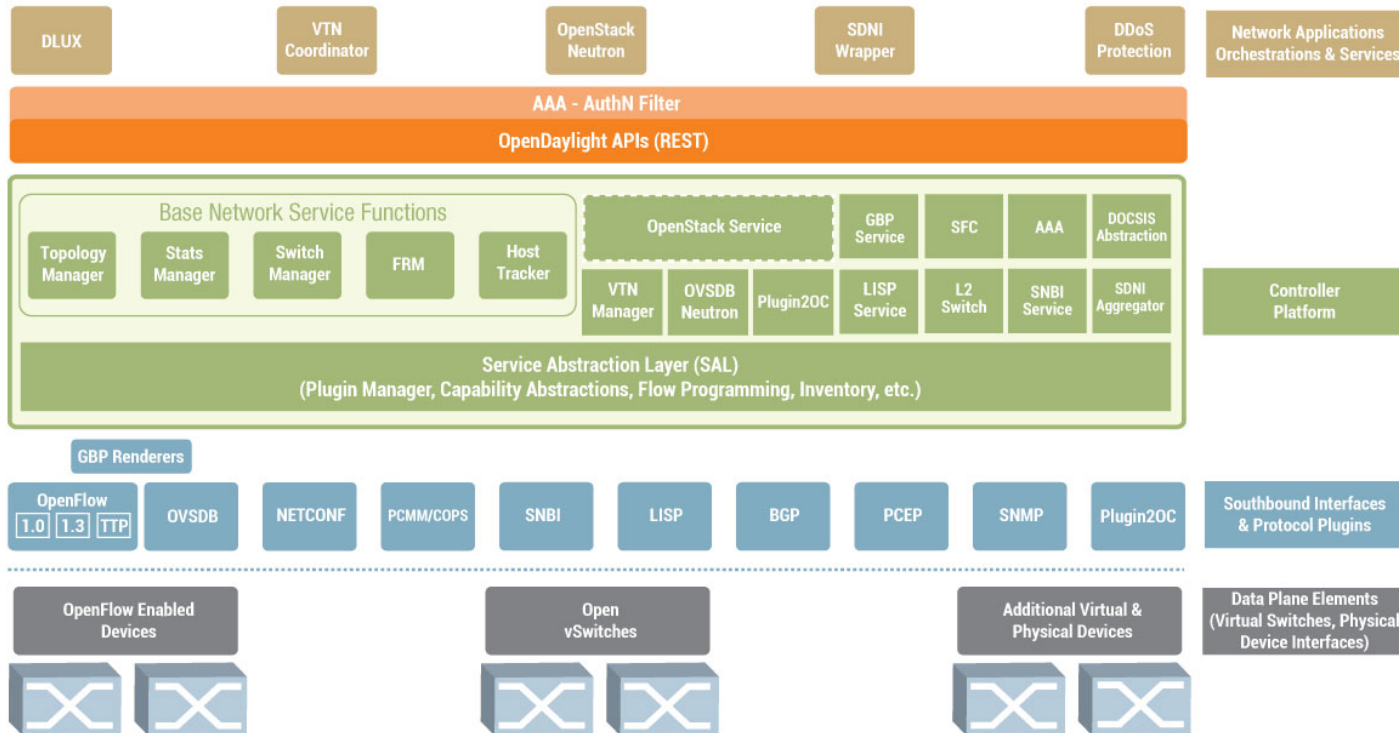 DLUX
VTN
Coordinator
OpenStack
Neutron
SDNI
Wrapper
DDoS
Protection
Network Applications
Orchestrations & Services
AAA - AuthN Filter
OpenDaylight APIs (REST)
Base Network Service Functions
Topology
Manager
Stats
Manager
Switch
Manager
FRM
Host
Tracker
OpenStack Service
GBP
Service
SFC
AAA
DOCSIS
Abstraction
VTN
Manager
OVSDB
Neutron
Plugin2OC
LISP
Service
L2
Switch
SNBI
Service
SDNI
Aggregator
Controller
Platform
Service Abstraction Layer (SAL)
(Plugin Manager, Capability Abstractions, Flow Programming, Inventory, etc.)
GBP Renderers
OpenFlow
1.0 1.3 TTP
OVSDB
NETCONF
PCMM/COPS
SNBI
LISP
BGP
PCEP
SNMP
Plugin2OC
Southbound Interfaces
& Protocol Plugins
OpenFlow Enabled
Devices
Open
vSwitches
Additional Virtual &
Physical Devices
Data Plane Elements
(Virtual Switches, Physical
Device Interfaces)